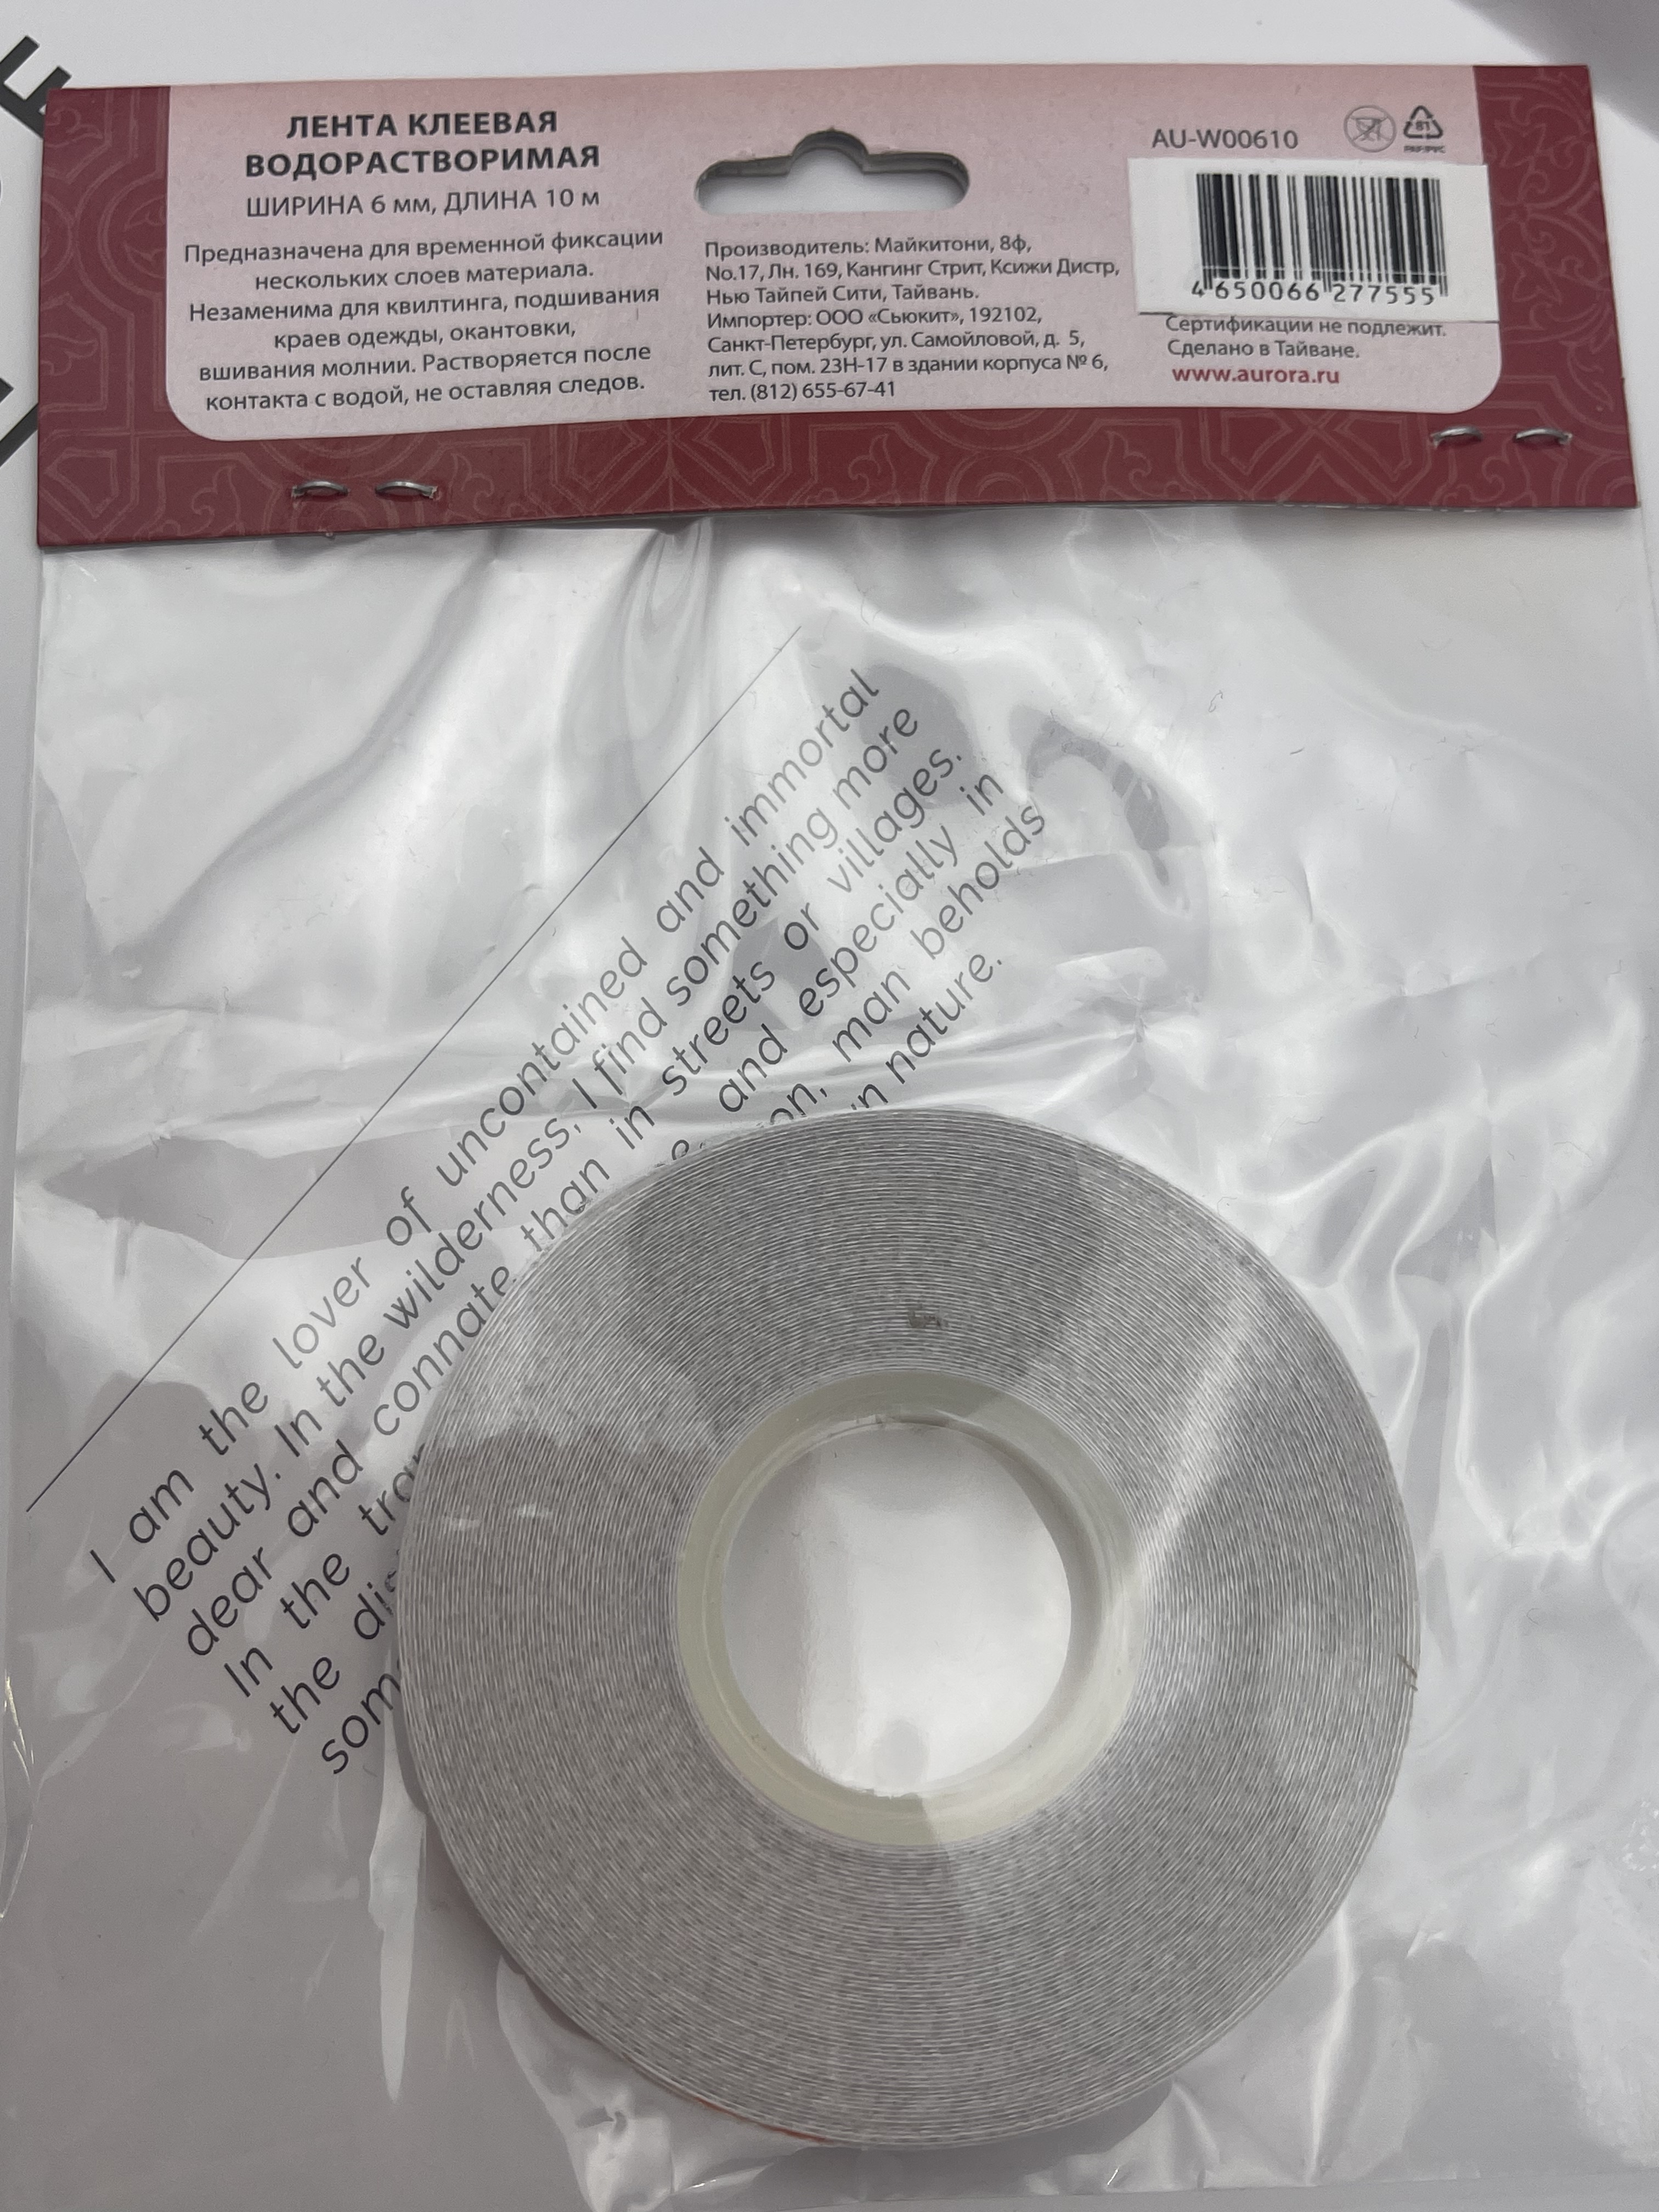 ЛЕНТА КЛЕЕВАЯ
ВОДОРАСТВОРИМАЯ
ШИРИНА 6 мм, ДЛИНА 10 м
Предназначена для временной фиксации
нескольких слоев материала.
Незаменима для квилтинга, подшивания
краев одежды, окантовки,
вшивания молнии. Растворяется после
контакта с водой, не оставляя следов.
Производитель: Майкитони, 8ф,
No.17, Лн. 169, Кангинг Стрит, Ксижи Дистр,
Нью Тайпей Сити, Тайвань.
Импортер: ООО «Сьюкит», 192102,
Санкт-Петербург, ул. Самойловой, д. 5,
лит. С, пом. 23Н-17 в здании корпуса № 6,
тел. (812) 655-67-41
AU-W00610
81
4 650066 277555
Сертификации не подлежит.
Сделано в Тайване.
www.aurora.ru
I am the lover of uncontained and immortal
beauty. In the wilderness, I find something more
dear and connate than in streets or villages.
In the and especially in
the man beholds
in nature.